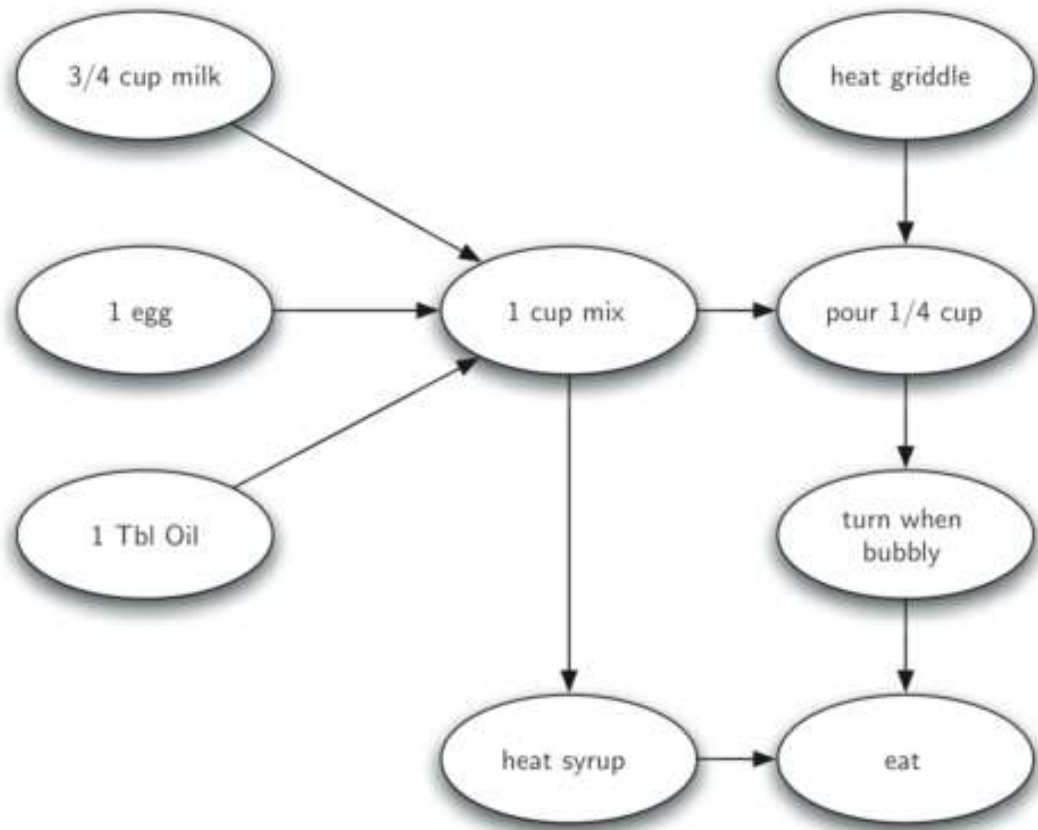 3/4 cup milk
heat griddle
1 egg
1 cup mix
pour 1/4 cup
1 Tbl Oil
turn when
bubbly
heat syrup
eat